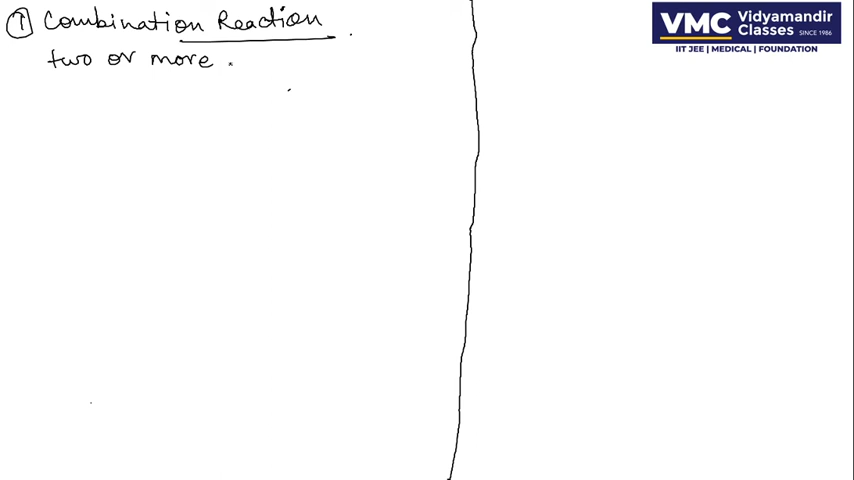 ① Combination Reaction
two or more
VMC Vidyamandir
Classes SINCE 1986
IIT JEE | MEDICAL | FOUNDATION